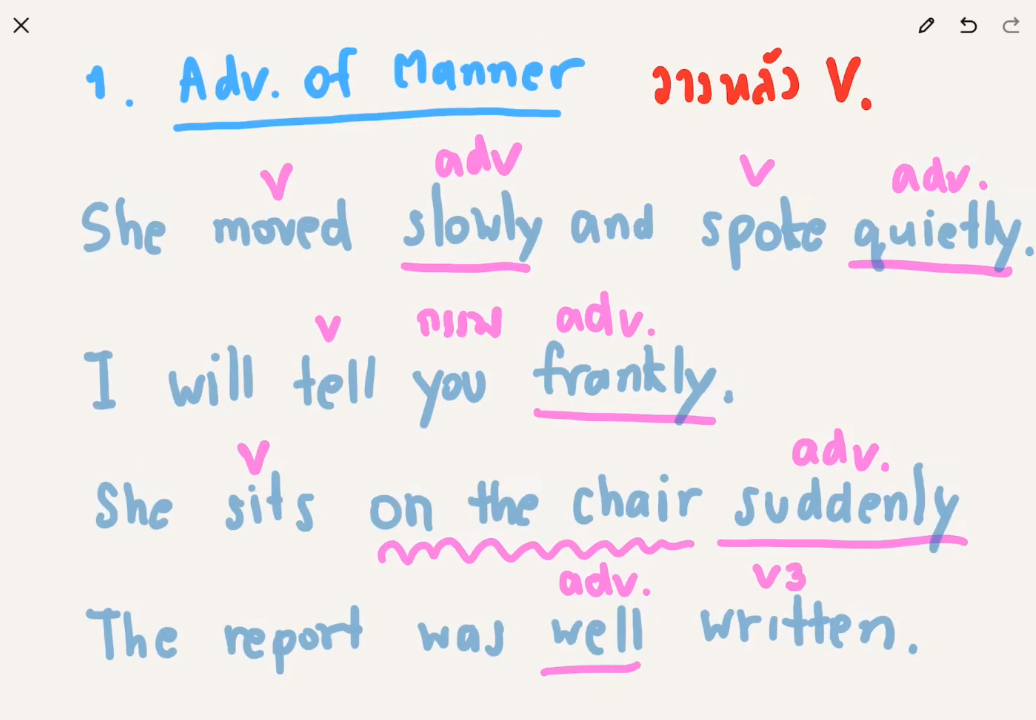 1. Adv. of Manner วางหลัง V.
v adv v adv.
She moved slowly and spoke quietly.
v กรรม adv.
I will tell you frankly.
v adv.
She sits on the chair suddenly
adv. v3
The report was well written.